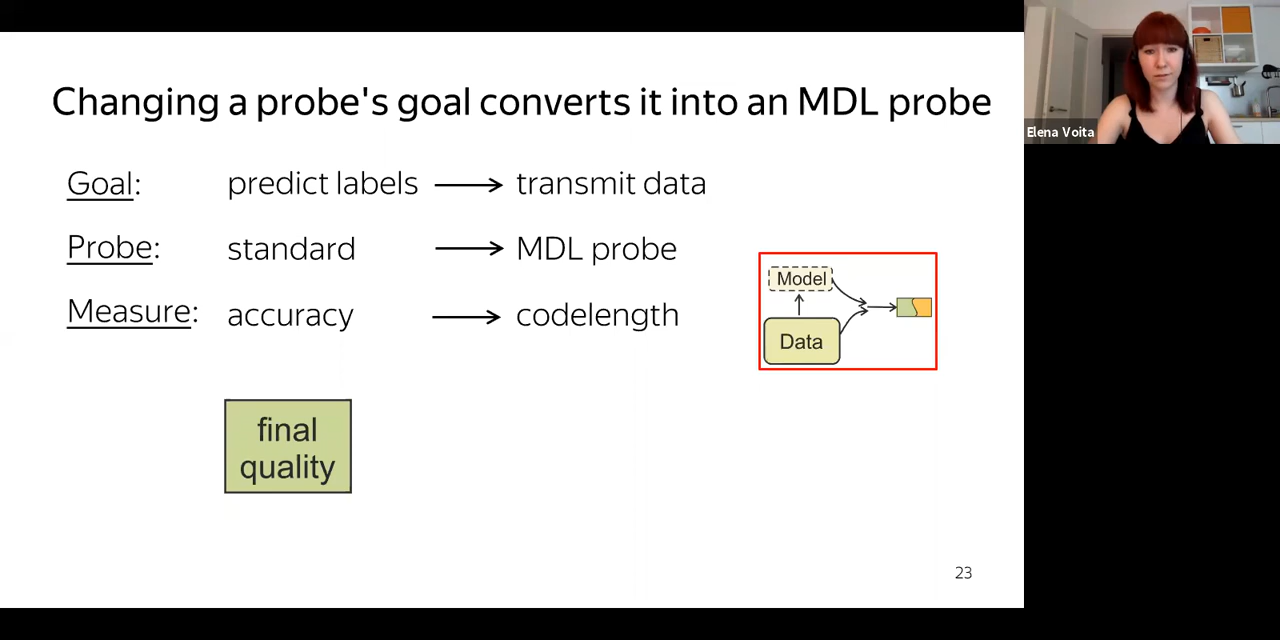 Changing a probe's goal converts it into an MDL probe
Goal: predict labels → transmit data
Probe: standard → MDL probe
Measure: accuracy → codelength
Model
Data
final
quality
23
Elena Voita